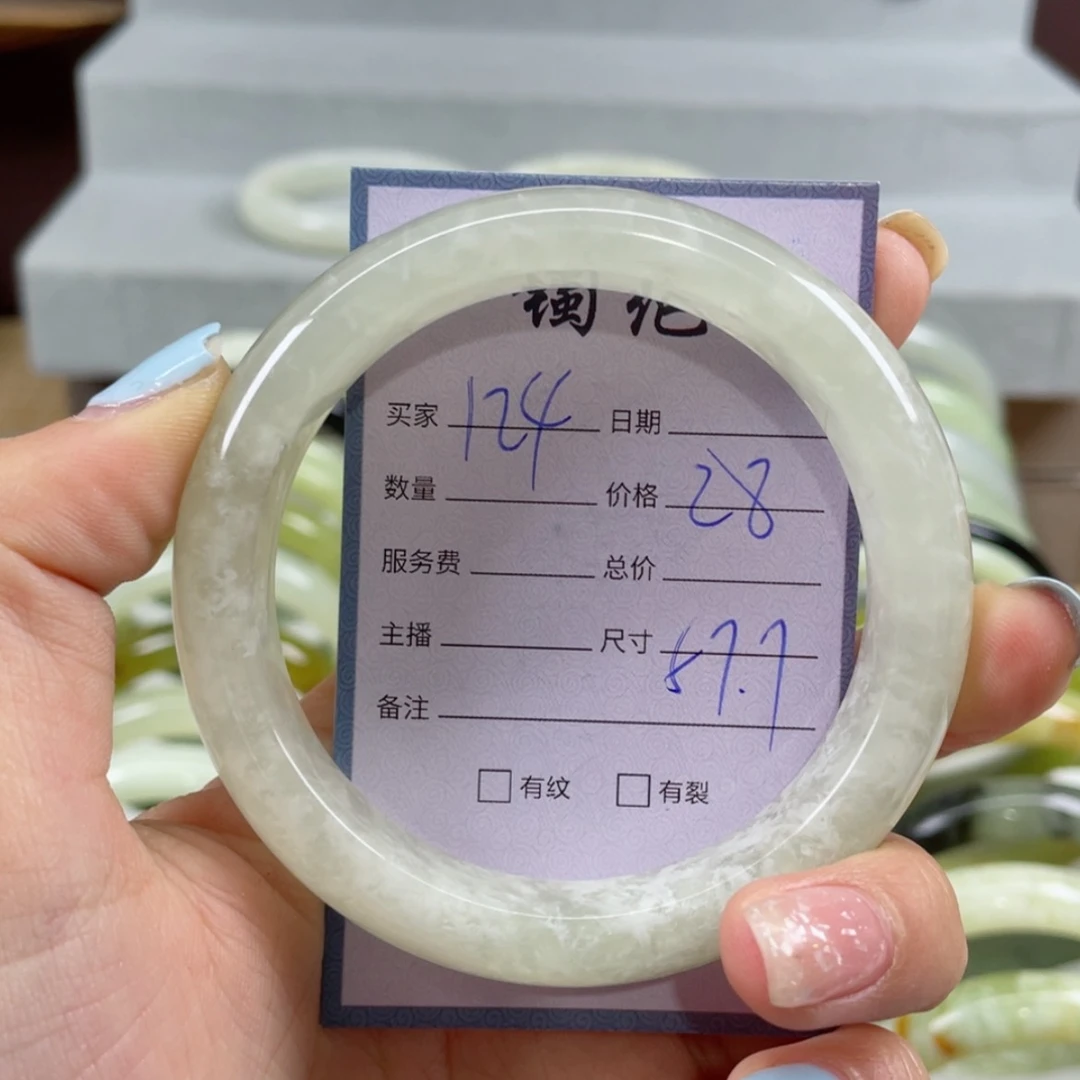 买家 124 日期
数量 价格 28
服务费 总价
主播 尺寸 57.7
备注
□有纹 □有裂